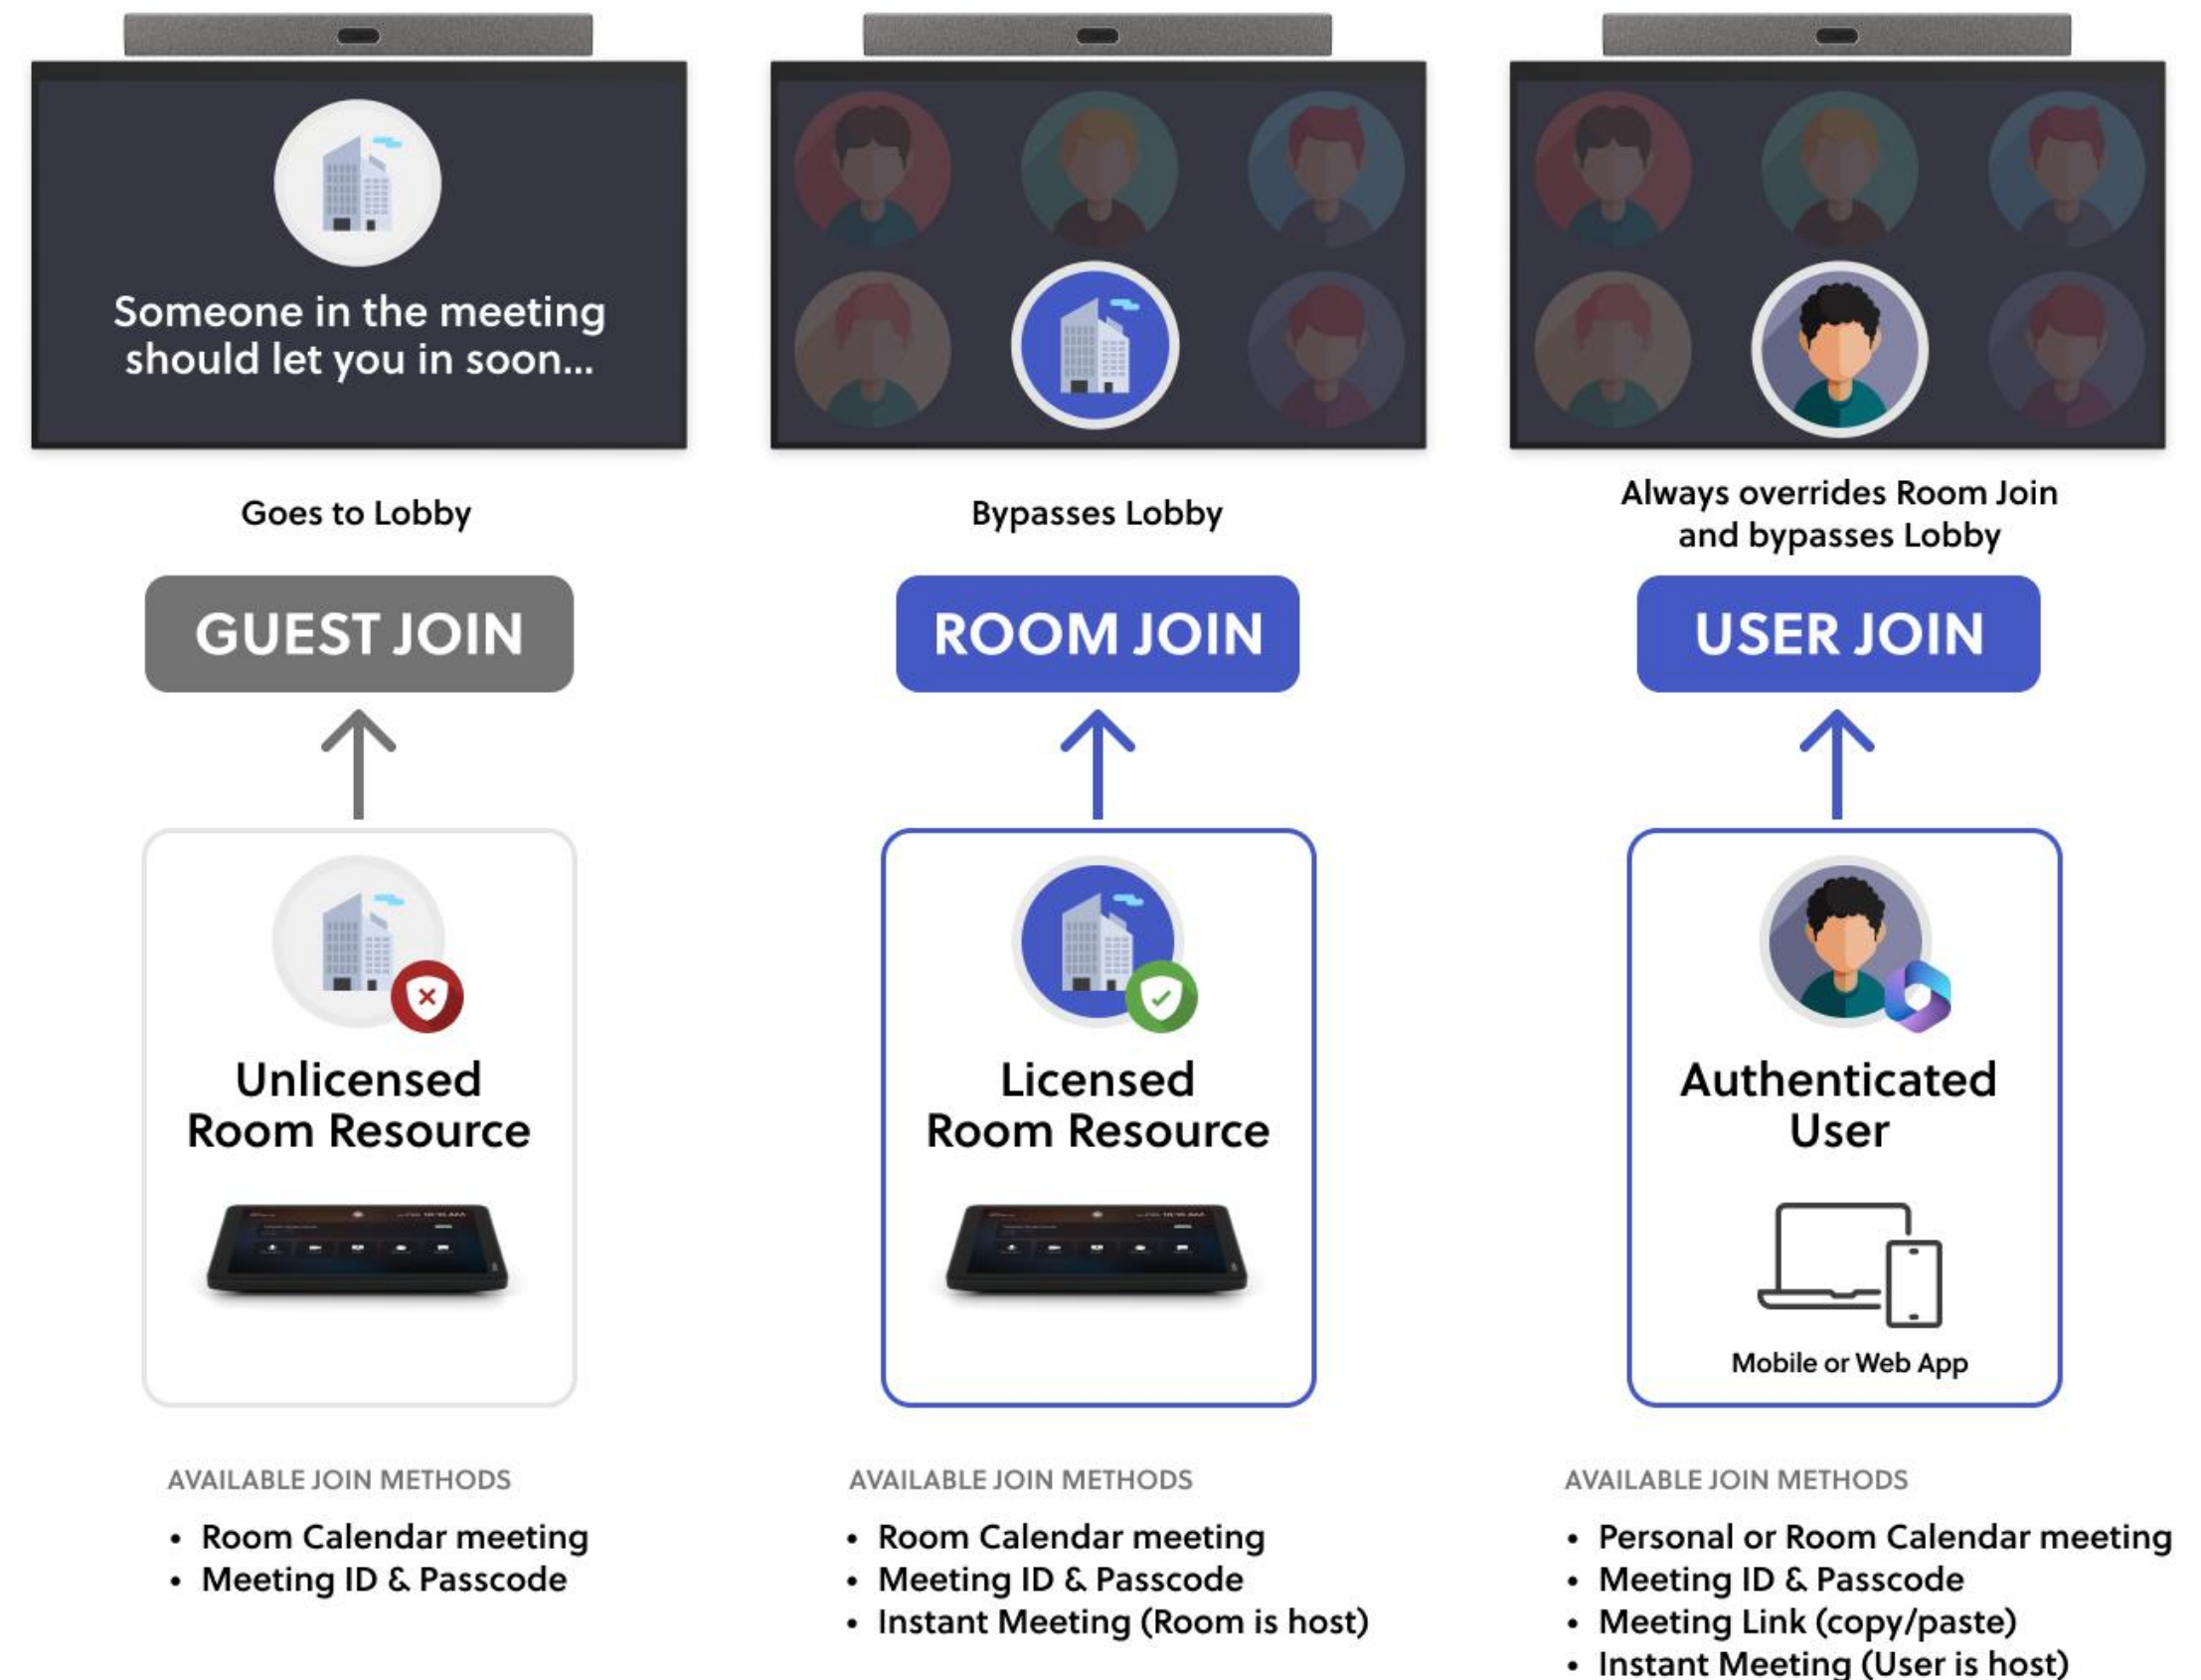 Someone in the meeting
should let you in soon...
Goes to Lobby
GUEST JOIN
Unlicensed
Room Resource
AVAILABLE JOIN METHODS
• Room Calendar meeting
• Meeting ID & Passcode
Bypasses Lobby
ROOM JOIN
Licensed
Room Resource
AVAILABLE JOIN METHODS
• Room Calendar meeting
• Meeting ID & Passcode
• Instant Meeting (Room is host)
Always overrides Room Join
and bypasses Lobby
USER JOIN
Authenticated
User
Mobile or Web App
AVAILABLE JOIN METHODS
• Personal or Room Calendar meeting
• Meeting ID & Passcode
• Meeting Link (copy/paste)
• Instant Meeting (User is host)